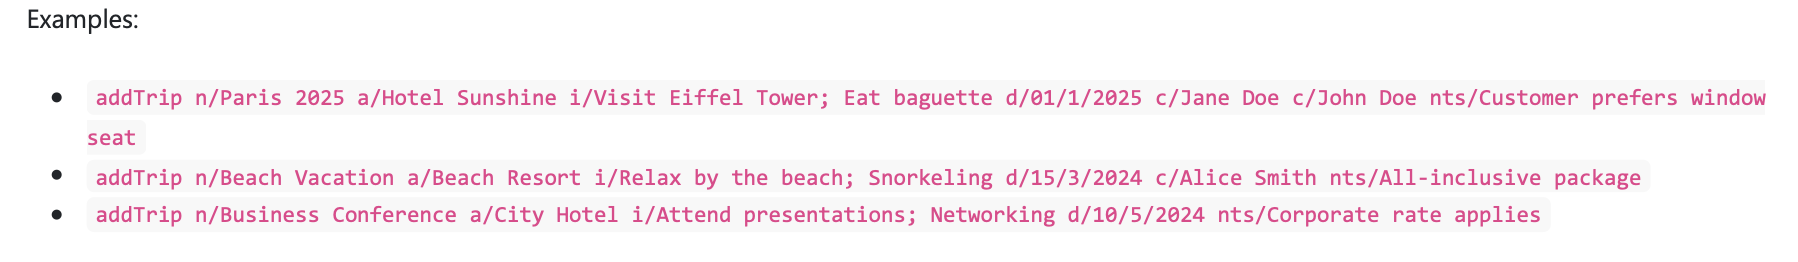 Examples:
addTrip n/Paris 2025 a/Hotel Sunshine i/Visit Eiffel Tower; Eat baguette d/01/1/2025 c/Jane Doe c/John Doe nts/Customer prefers window
seat
addTrip n/Beach Vacation a/Beach Resort i/Relax by the beach; Snorkeling d/15/3/2024 c/Alice Smith nts/All-inclusive package
addTrip n/Business Conference a/City Hotel i/Attend presentations; Networking d/10/5/2024 nts/Corporate rate applies